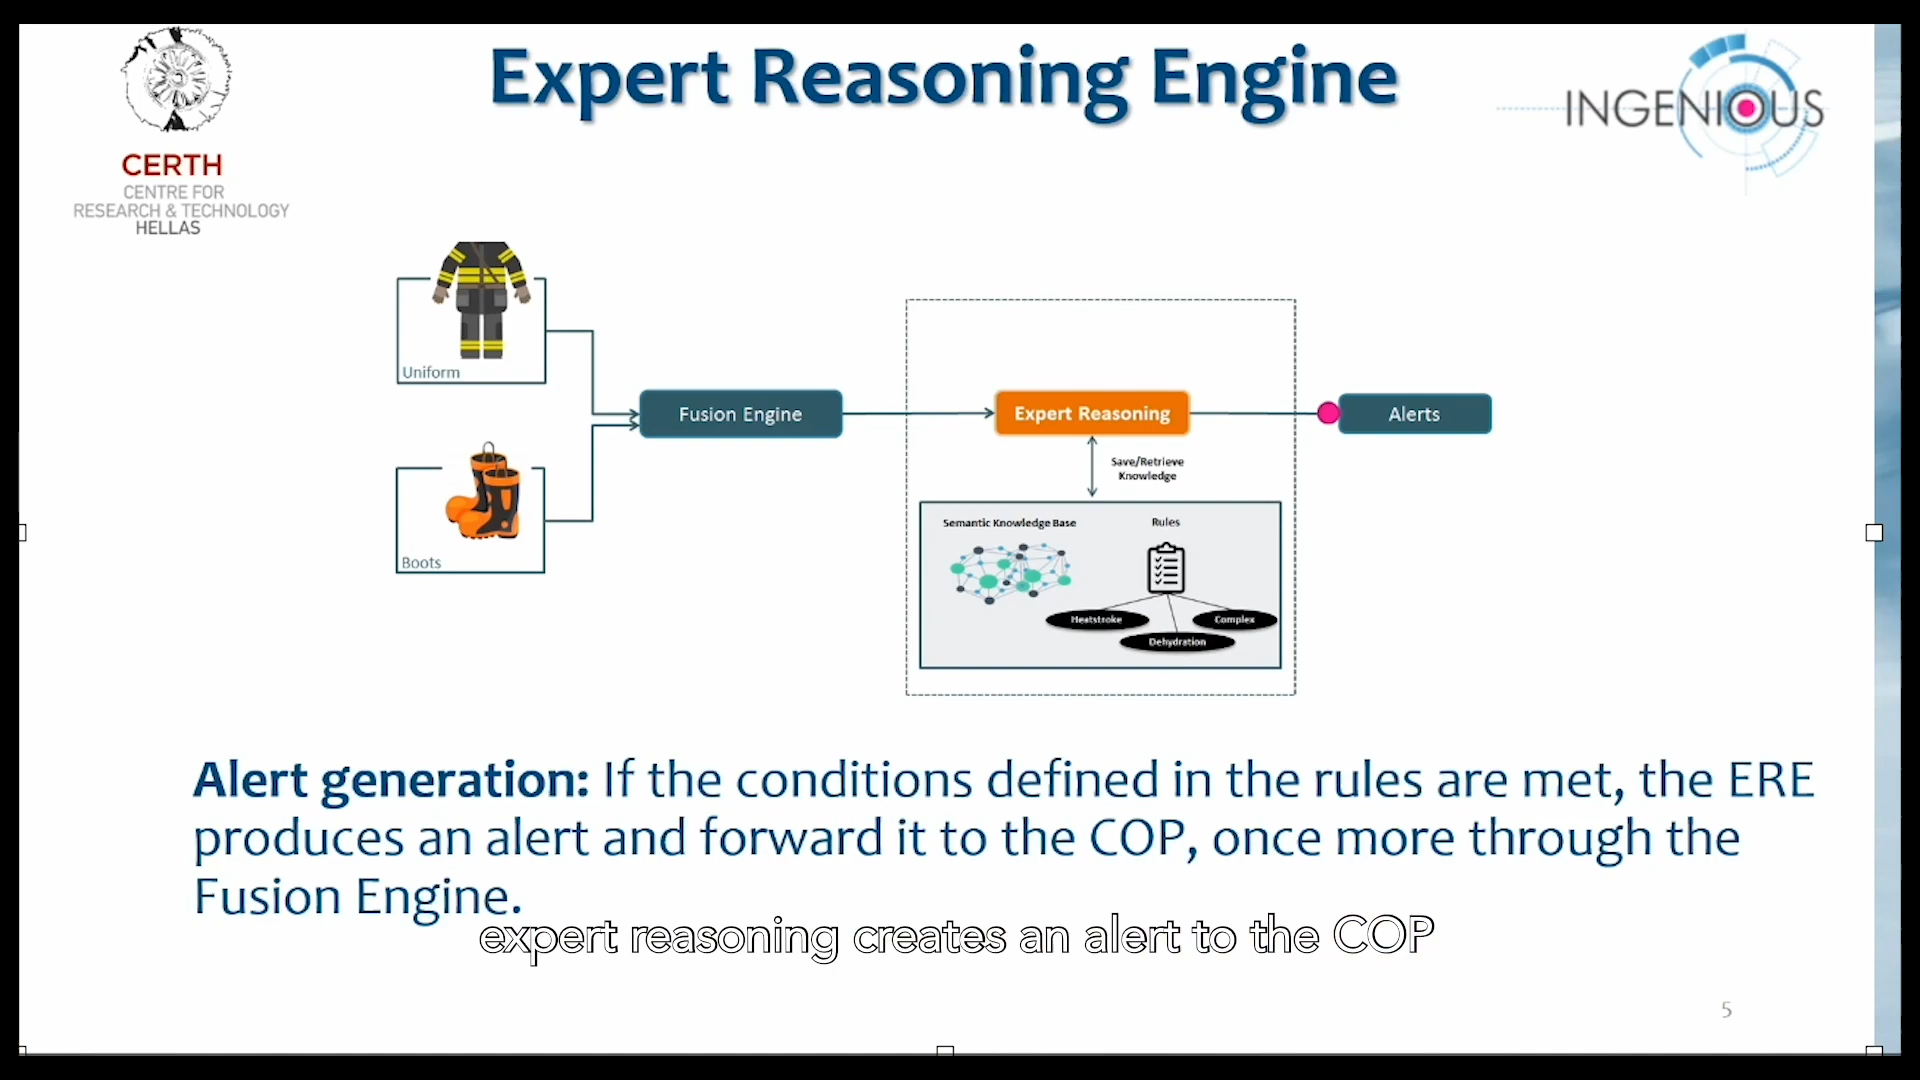 Expert Reasoning Engine
CERTH
CENTRE FOR
RESEARCH & TECHNOLOGY
HELLAS
INGENIOUS
Uniform
Boots
Fusion Engine
Expert Reasoning
Alerts
Save/Retrieve
Knowledge
Semantic Knowledge Base
Rules
Heatstroke
Complex
Dehydration
Alert generation: If the conditions defined in the rules are met, the ERE
produces an alert and forward it to the COP, once more through the
Fusion Engine.
expert reasoning creates an alert to the COP
5